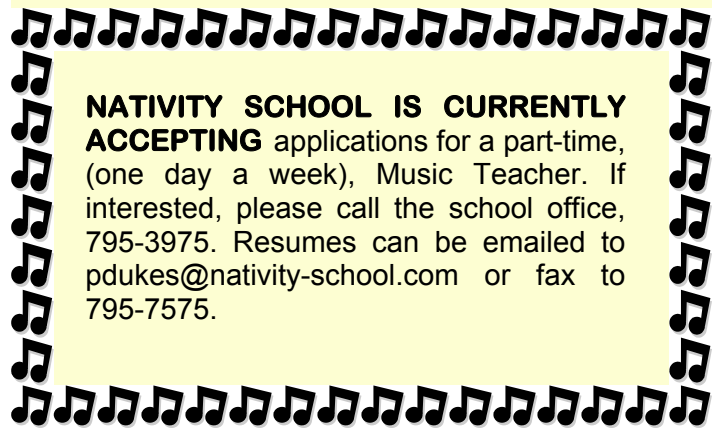 NATIVITY SCHOOL IS CURRENTLY
ACCEPTING applications for a part-time,
(one day a week), Music Teacher. If
interested, please call the school office,
795-3975. Resumes can be emailed to
pdukes@nativity-school.com or fax to
795-7575.